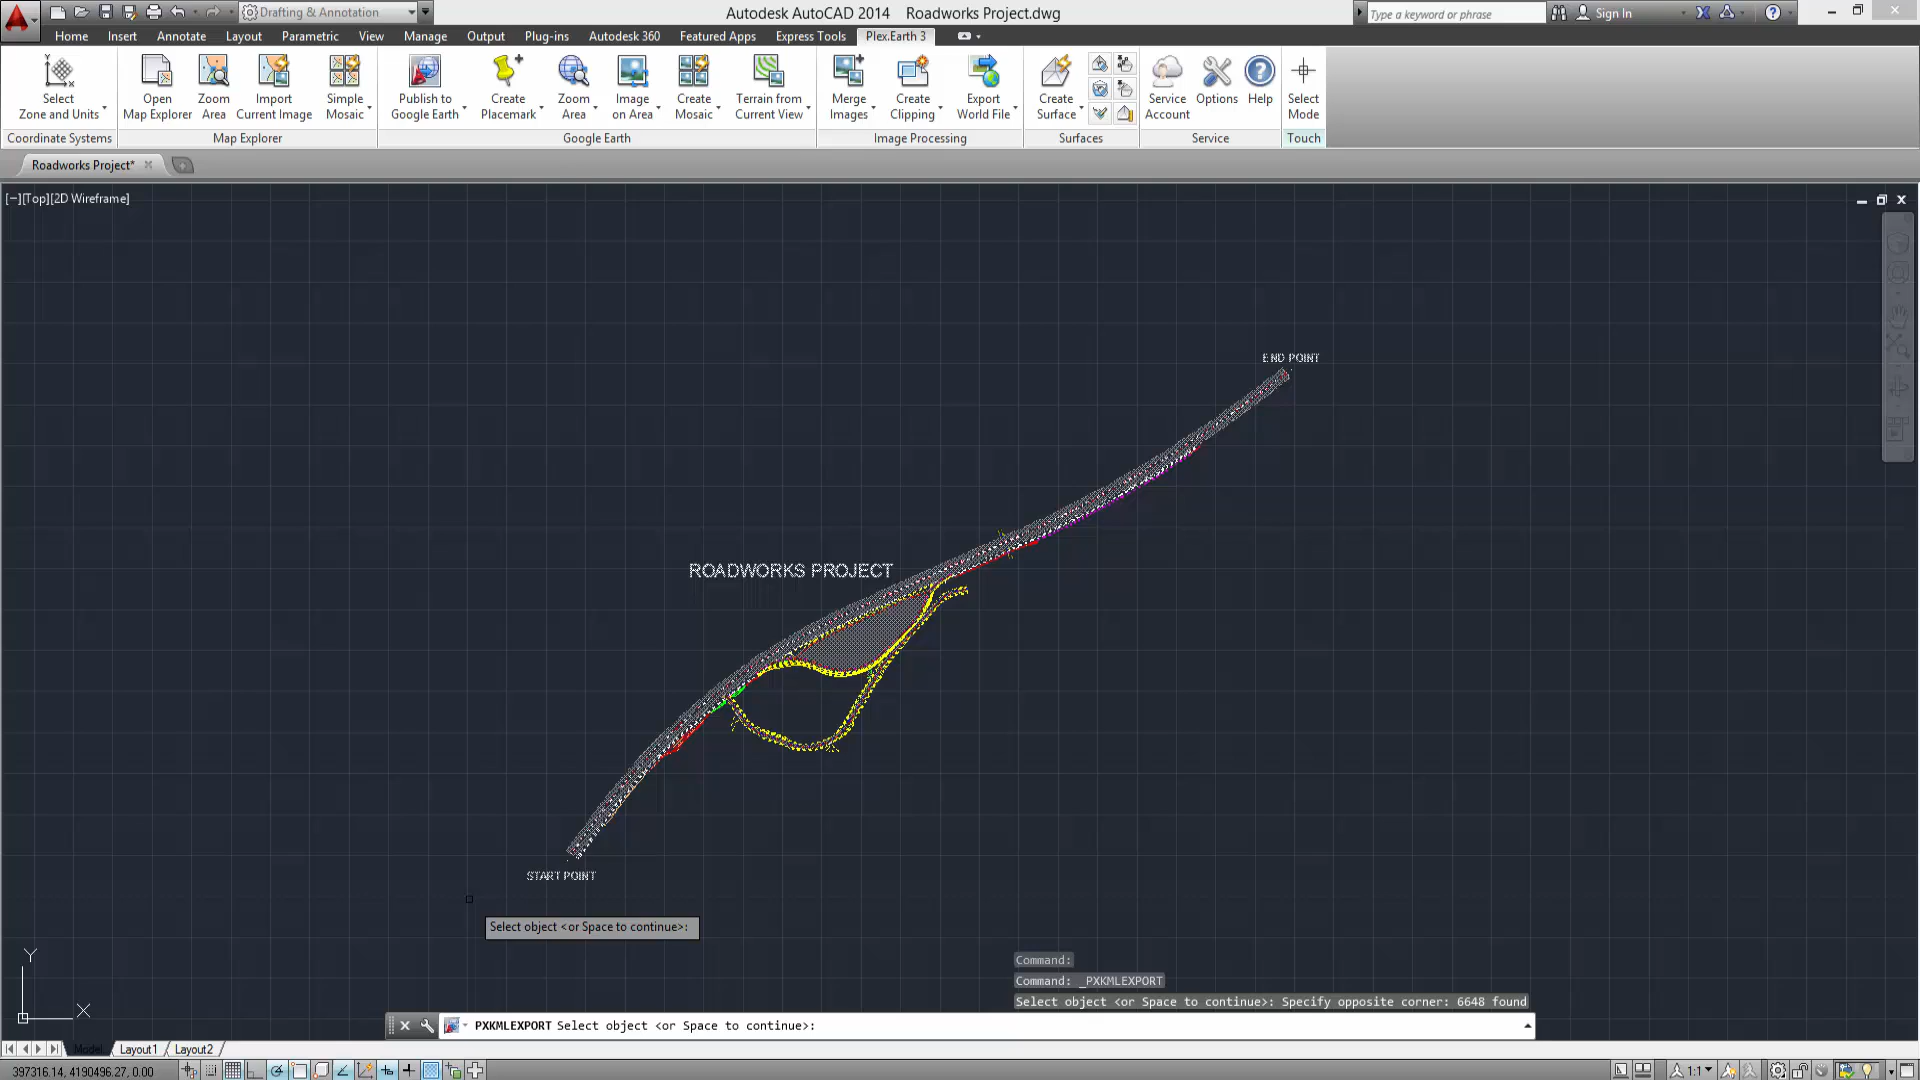 Drafting & Annotation
Autodesk AutoCAD 2014 Roadworks Project.dwg
Type a keyword or phrase
Sign In
Home Insert Annotate Layout Parametric View Manage Output Plug-ins Autodesk 360 Featured Apps Express Tools Plex.Earth 3
Select Zone and Units
Open Map Explorer
Zoom Area
Import Current Image
Simple Mosaic
Publish to Google Earth
Create Placemark
Zoom Area
Image on Area
Create Mosaic
Terrain from Current View
Merge Images
Create Clipping
Export World File
Create Surface
Service Account
Options
Help
Select Mode
Coordinate Systems
Map Explorer
Google Earth
Image Processing
Surfaces
Service
Touch
Roadworks Project*
[−][Top][2D Wireframe]
END POINT
ROADWORKS PROJECT
START POINT
Select object <or Space to continue>:
Y
X
Command:
Command: _PXKMLEXPORT
Select object <or Space to continue>: Specify opposite corner: 6648 found
PXKMLEXPORT Select object <or Space to continue>:
Model Layout1 Layout2
397316.14, 4190496.27, 0.00
1:1